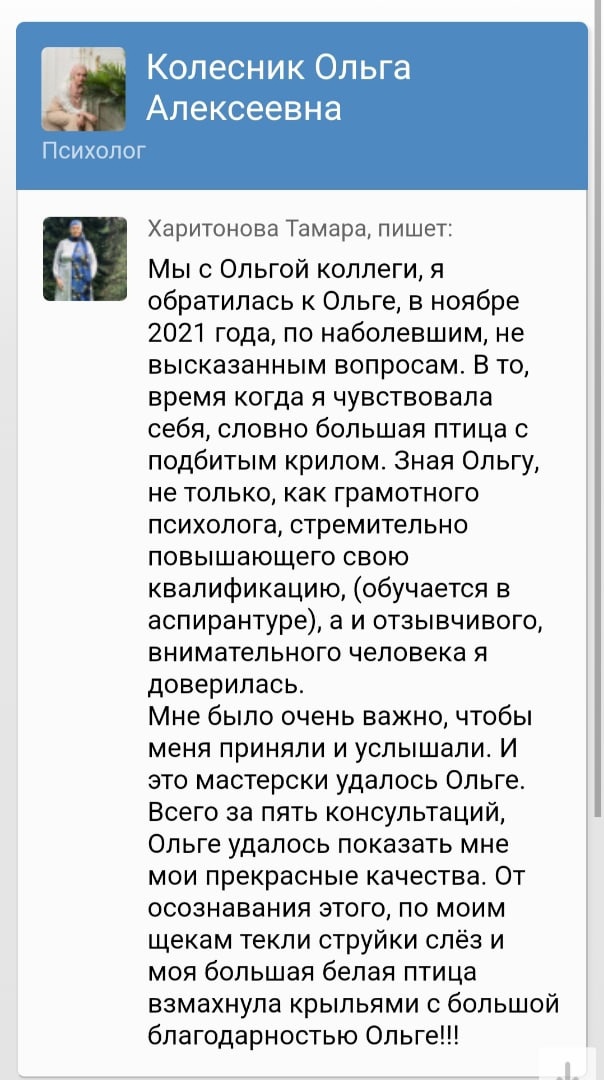 Колесник Ольга
Алексеевна
Психолог
Харитонова Тамара, пишет:
Мы с Ольгой коллеги, я
обратилась к Ольге, в ноябре
2021 года, по наболевшим, не
высказанным вопросам. В то,
время когда я чувствовала
себя, словно большая птица с
подбитым крилом. Зная Ольгу,
не только, как грамотного
психолога, стремительно
повышающего свою
квалификацию, (обучается в
аспирантуре), а и отзывчивого,
внимательного человека я
доверилась.
Мне было очень важно, чтобы
меня приняли и услышали. И
это мастерски удалось Ольге.
Всего за пять консультаций,
Ольге удалось показать мне
мои прекрасные качества. От
осознавания этого, по моим
щекам текли струйки слёз и
моя большая белая птица
взмахнула крыльями с большой
благодарностью Ольге!!!